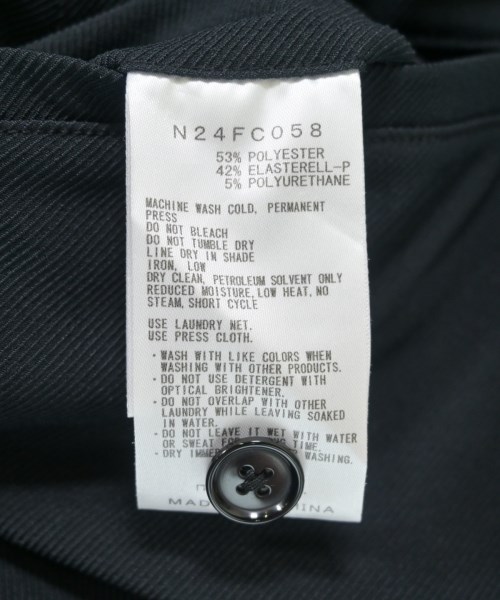 N24FC058
53% POLYESTER
42% ELASTERELL-P
5% POLYURETHANE
MACHINE WASH COLD, PERMANENT
PRESS
DO NOT BLEACH
DO NOT TUMBLE DRY
LINE DRY IN SHADE
IRON, LOW
DRY CLEAN, PETROLEUM SOLVENT ONLY
REDUCED MOISTURE, LOW HEAT, NO
STEAM, SHORT CYCLE
USE LAUNDRY NET.
USE PRESS CLOTH.
・WASH WITH LIKE COLORS WHEN
WASHING WITH OTHER PRODUCTS.
・DO NOT USE DETERGENT WITH
OPTICAL BRIGHTENER.
・DO NOT OVERLAP WITH OTHER
LAUNDRY WHILE LEAVING SOAKED
IN WATER.
・DO NOT LEAVE IT WET WITH WATER
OR SWEAT TIME.
・DRY WASHING.